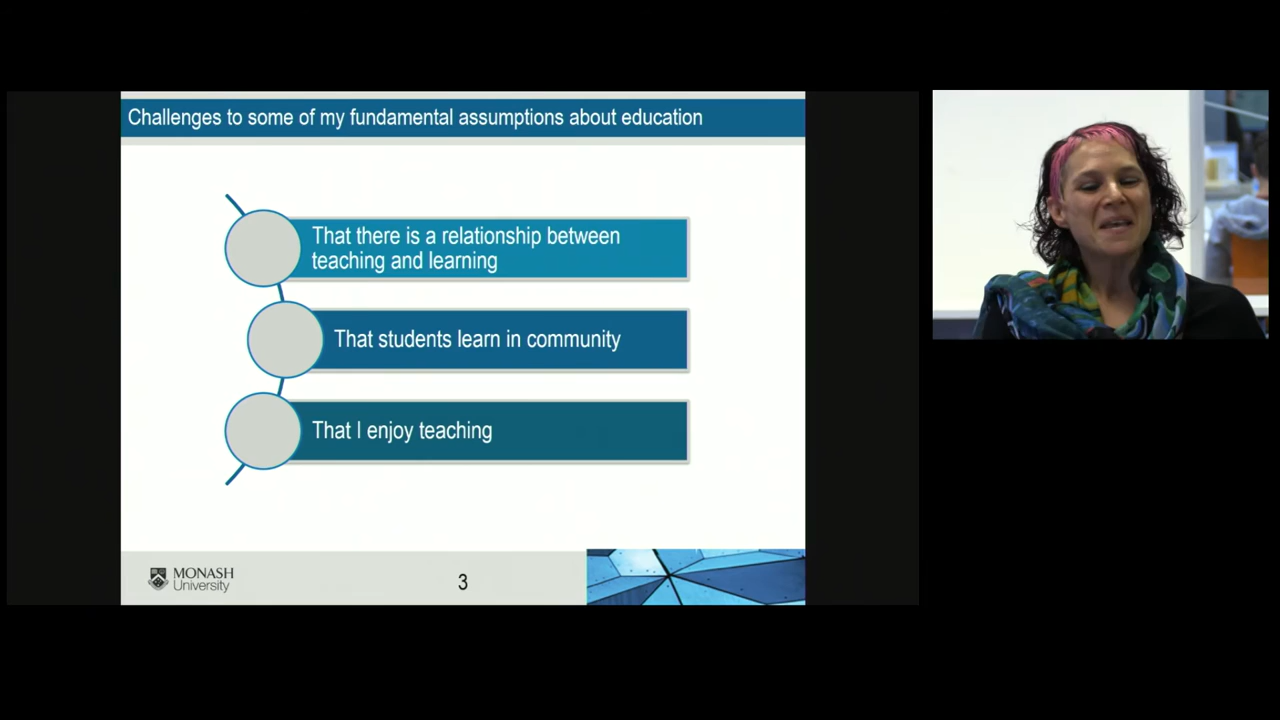 Challenges to some of my fundamental assumptions about education
That there is a relationship between
teaching and learning
That students learn in community
That I enjoy teaching
MONASH
University
3